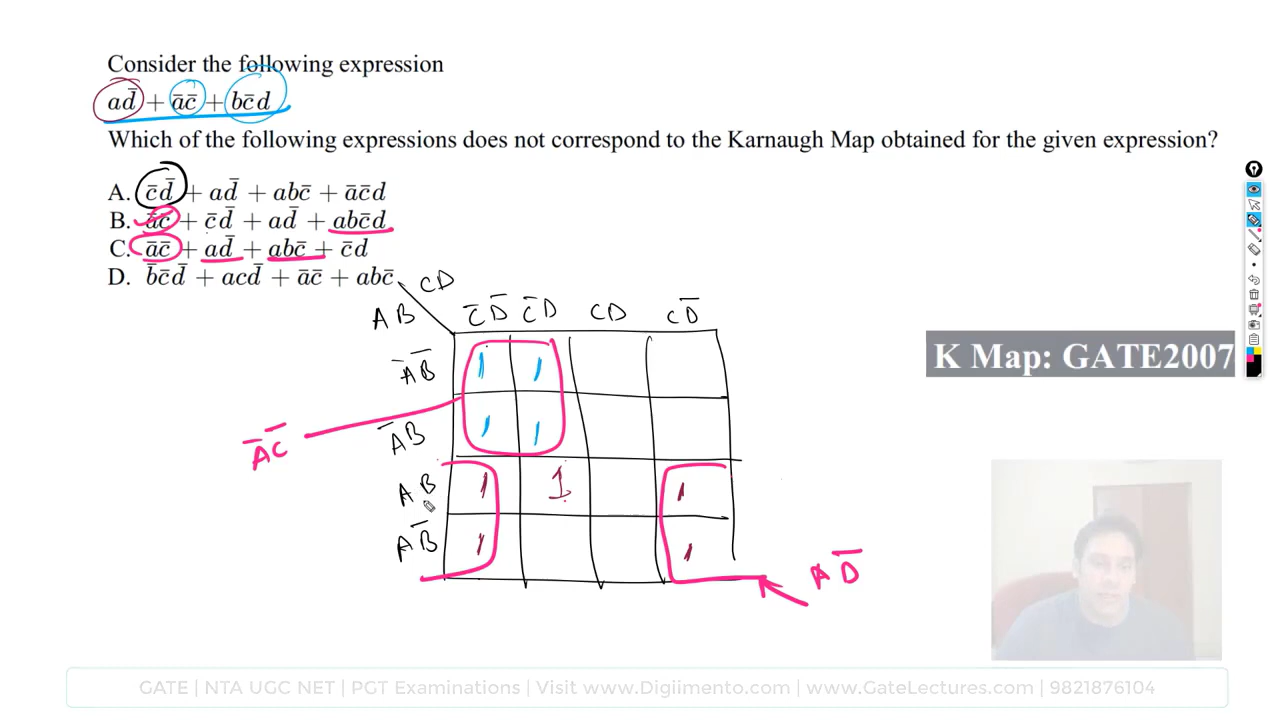 Consider the following expression
ad̄ + āc̄ + bc̄d
Which of the following expressions does not correspond to the Karnaugh Map obtained for the given expression?
A. c̄d̄ + ad̄ + abc̄ + āc̄d
B. āc̄ + c̄d̄ + ad̄ + abc̄d
C. āc̄ + ad̄ + abc̄ + c̄d
D. b̄c̄d̄ + acd̄ + āc̄ + abc̄
CD
AB C̄D̄ C̄D CD CD̄
K Map: GATE2007
ĀB̄ 1 1
ĀC̄
ĀB 1 1
AB 1 1 1
AB̄ 1 1
AD̄
GATE | NTA UGC NET | PGT Examinations | Visit www.Digiimento.com | www.GateLectures.com | 9821876104